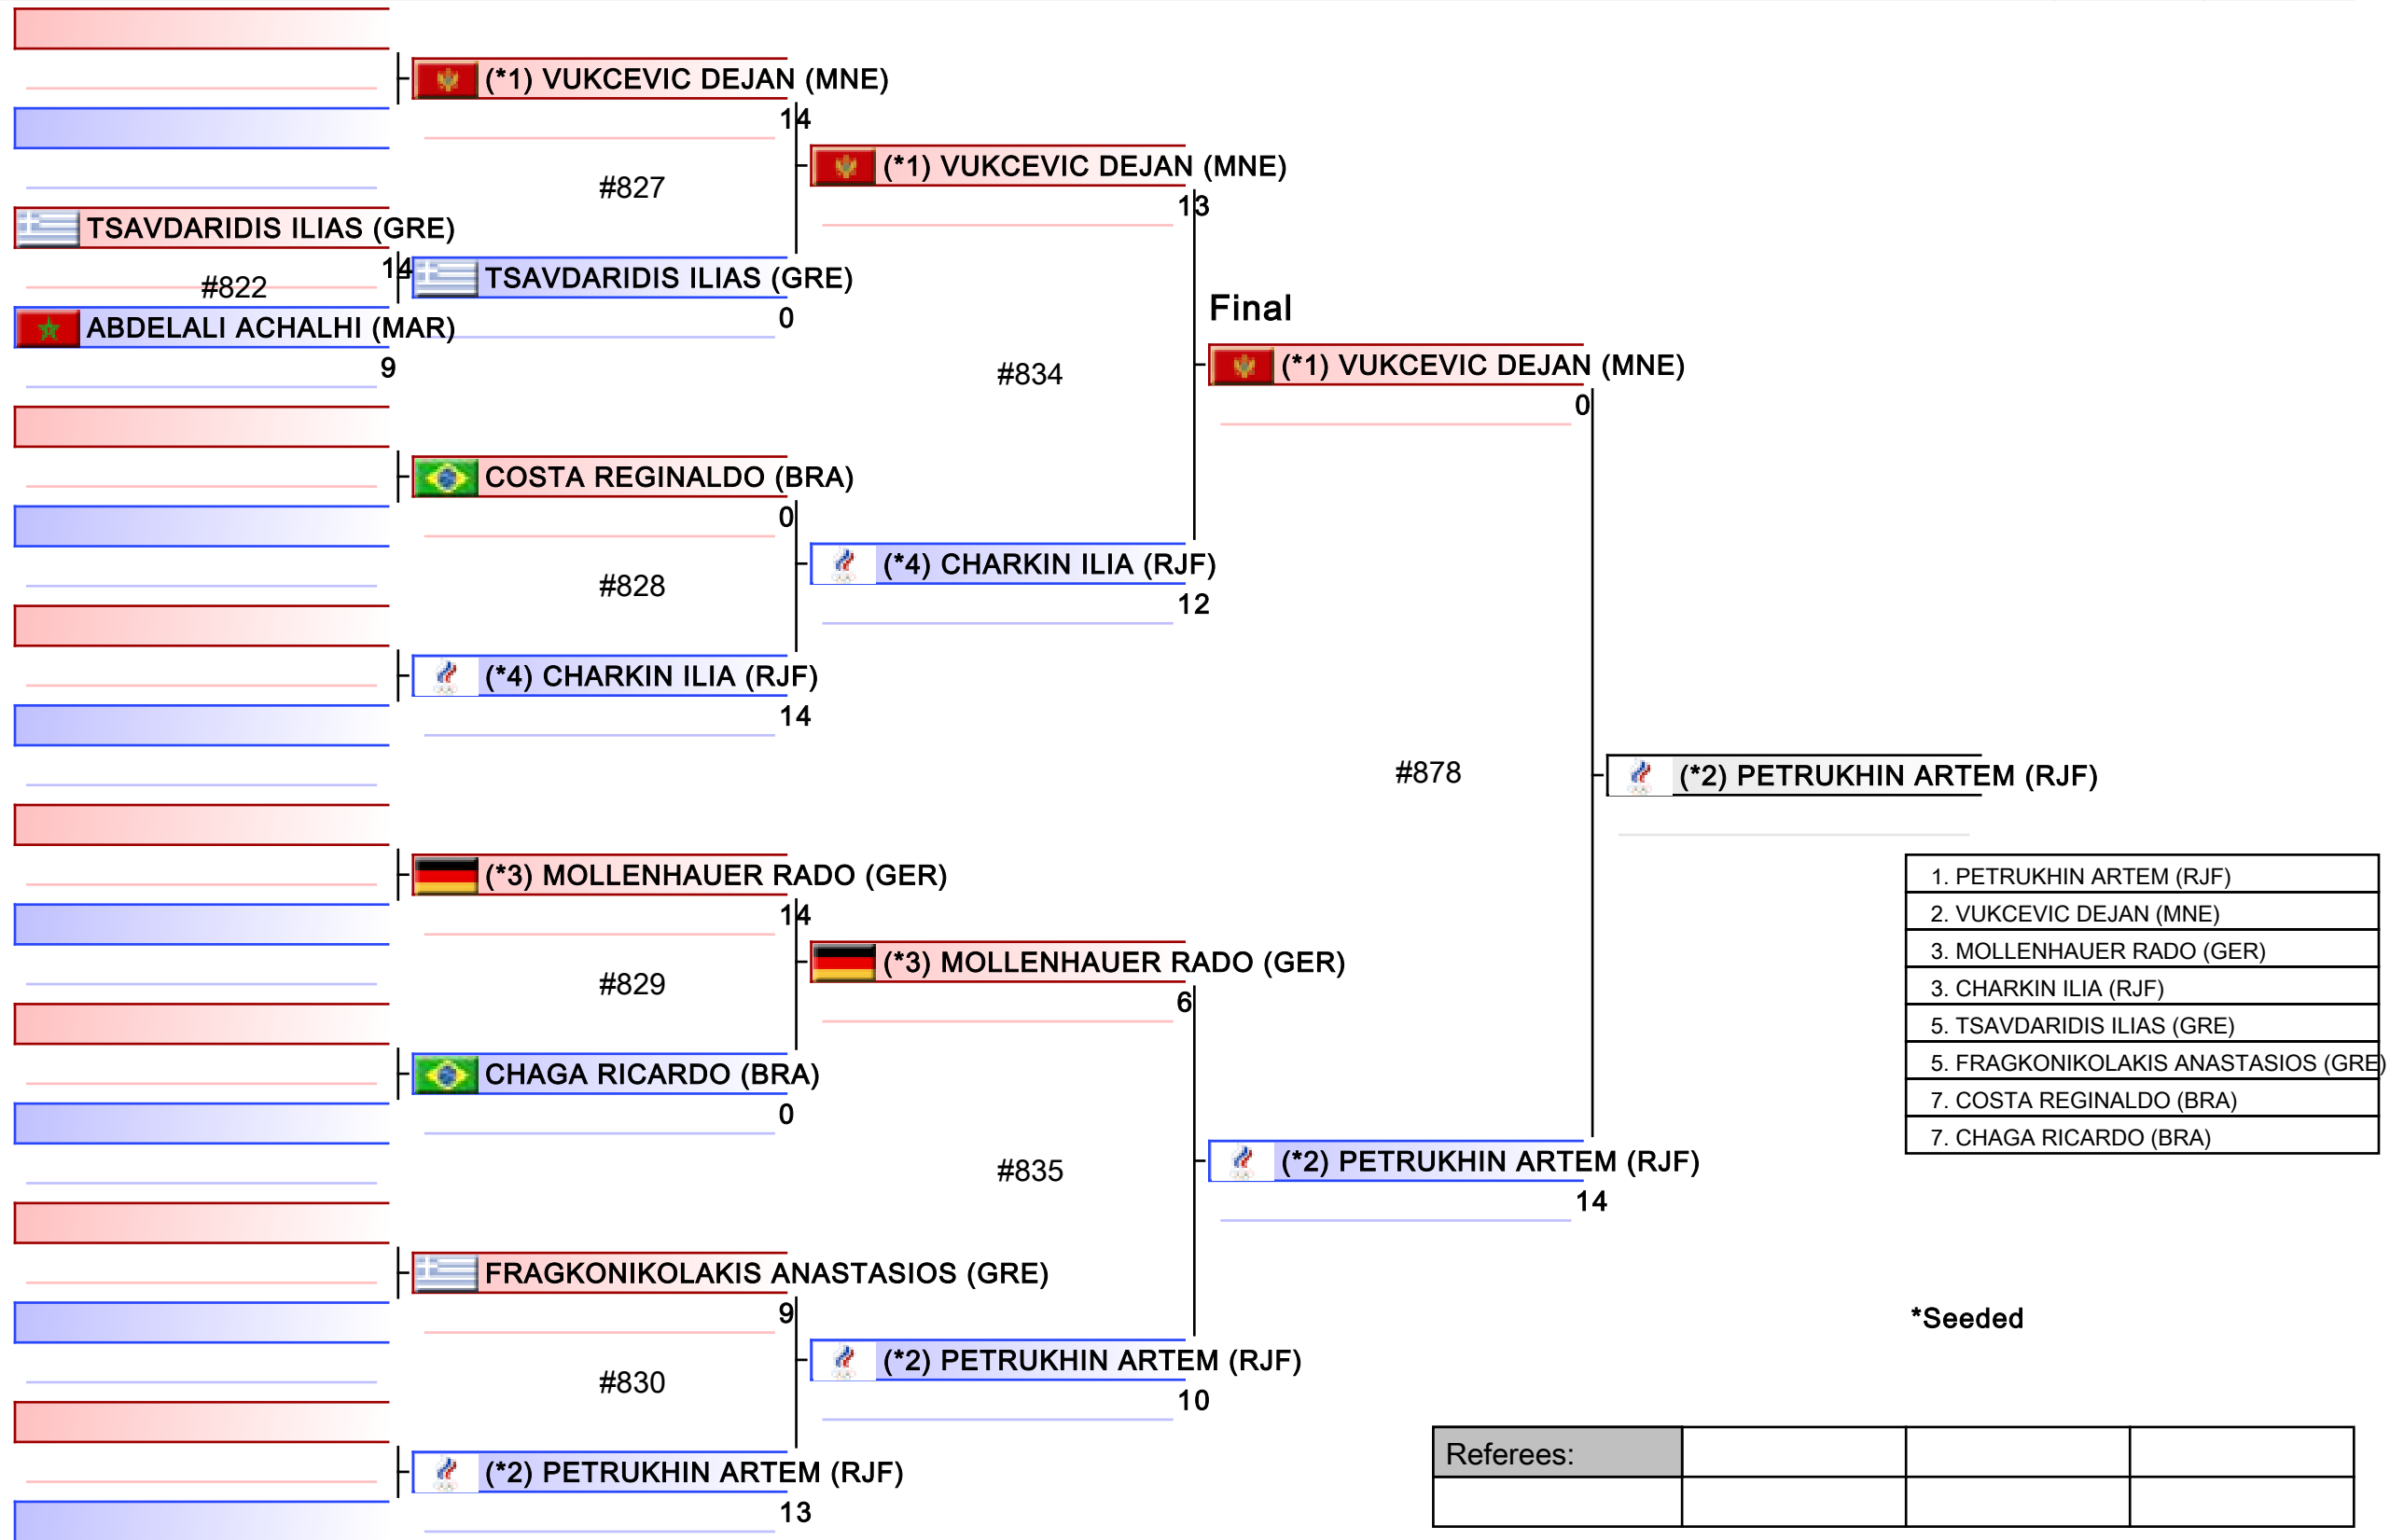 (*1) VUKCEVIC DEJAN (MNE)
14
(*1) VUKCEVIC DEJAN (MNE)
#827
13
TSAVDARIDIS ILIAS (GRE)
14
TSAVDARIDIS ILIAS (GRE)
#822
Final
0
ABDELALI ACHALHI (MAR)
9
#834
(*1) VUKCEVIC DEJAN (MNE)
0
COSTA REGINALDO (BRA)
0
(*4) CHARKIN ILIA (RJF)
#828
12
(*4) CHARKIN ILIA (RJF)
14
#878
(*2) PETRUKHIN ARTEM (RJF)
(*3) MOLLENHAUER RADO (GER)
14
(*3) MOLLENHAUER RADO (GER)
#829
6
CHAGA RICARDO (BRA)
0
#835
(*2) PETRUKHIN ARTEM (RJF)
14
1. PETRUKHIN ARTEM (RJF)
2. VUKCEVIC DEJAN (MNE)
3. MOLLENHAUER RADO (GER)
3. CHARKIN ILIA (RJF)
5. TSAVDARIDIS ILIAS (GRE)
5. FRAGKONIKOLAKIS ANASTASIOS (GRE)
7. COSTA REGINALDO (BRA)
7. CHAGA RICARDO (BRA)
FRAGKONIKOLAKIS ANASTASIOS (GRE)
9
*Seeded
(*2) PETRUKHIN ARTEM (RJF)
#830
10
(*2) PETRUKHIN ARTEM (RJF)
13
Referees: